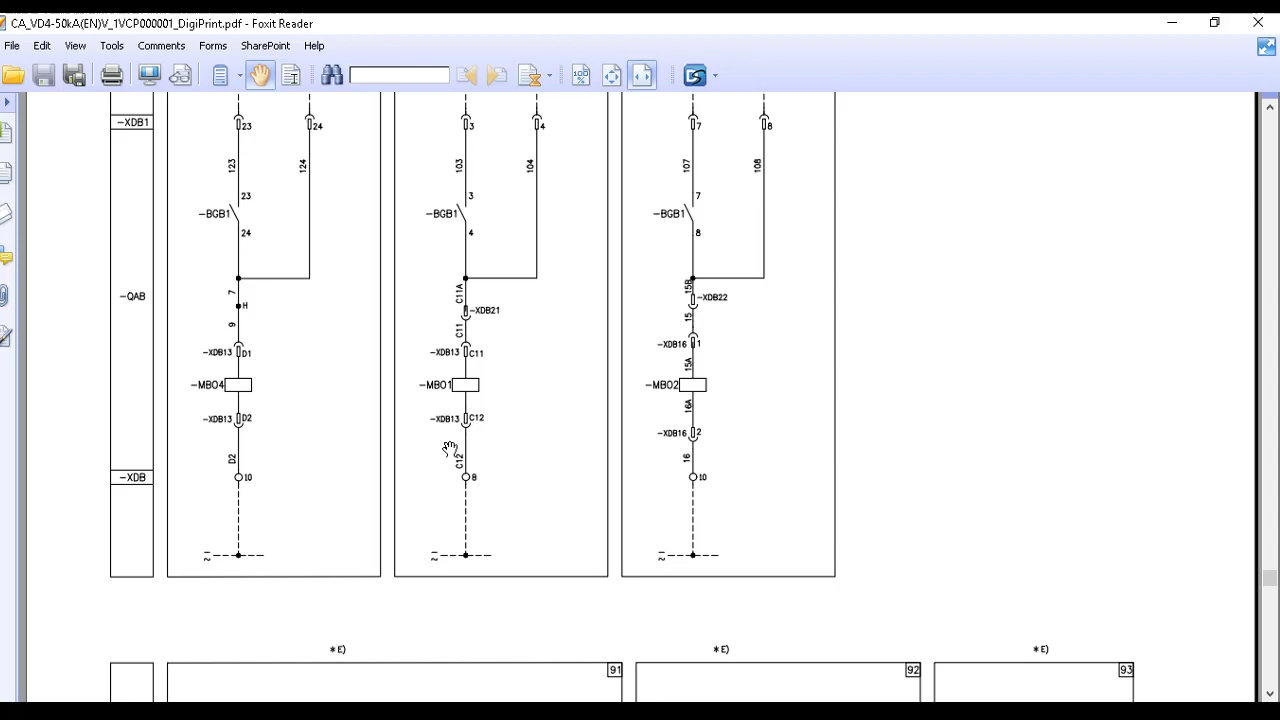 CA_VD4-50kA(EN)V_1VCP000001_DigiPrint.pdf - Foxit Reader
File Edit View Tools Comments Forms SharePoint Help
-XDB1 23 24 3 4 7 8
123 124 103 104 107 108
23 3 7
-BGB1 -BGB1 -BGB1
24 4 8
7 C11A 15B
-QAB H -XDB21 -XDB22
9 C11 15
-XDB13 D1 -XDB13 C11 -XDB16 1
15A
-MBO4 -MBO1 -MBO2
16A
-XDB13 D2 -XDB13 C12 -XDB16 2
D2 C12 16
-XDB 10 8 10
*E) *E) *E)
91 92 93